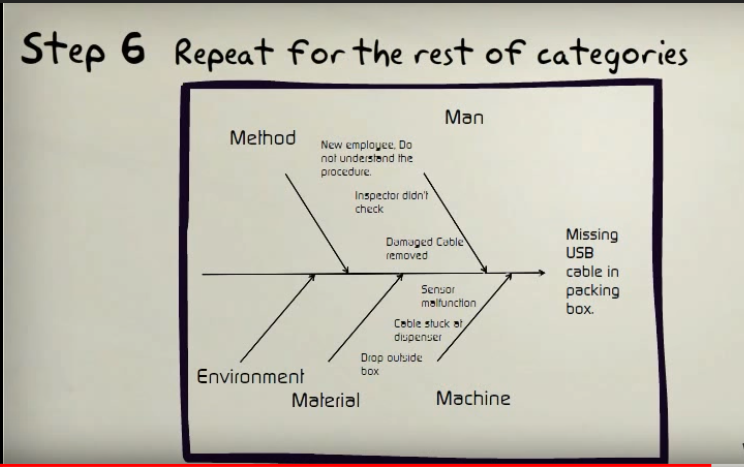 Step 6 Repeat for the rest of categories
Man
Method
New employee. Do
not understand the
procedure.
Inspector didn't
check
Damaged Cable
removed
Missing
USB
cable in
packing
box.
Sensor
malfunction
Cable stuck at
dispenser
Drop outside
box
Environment
Material
Machine